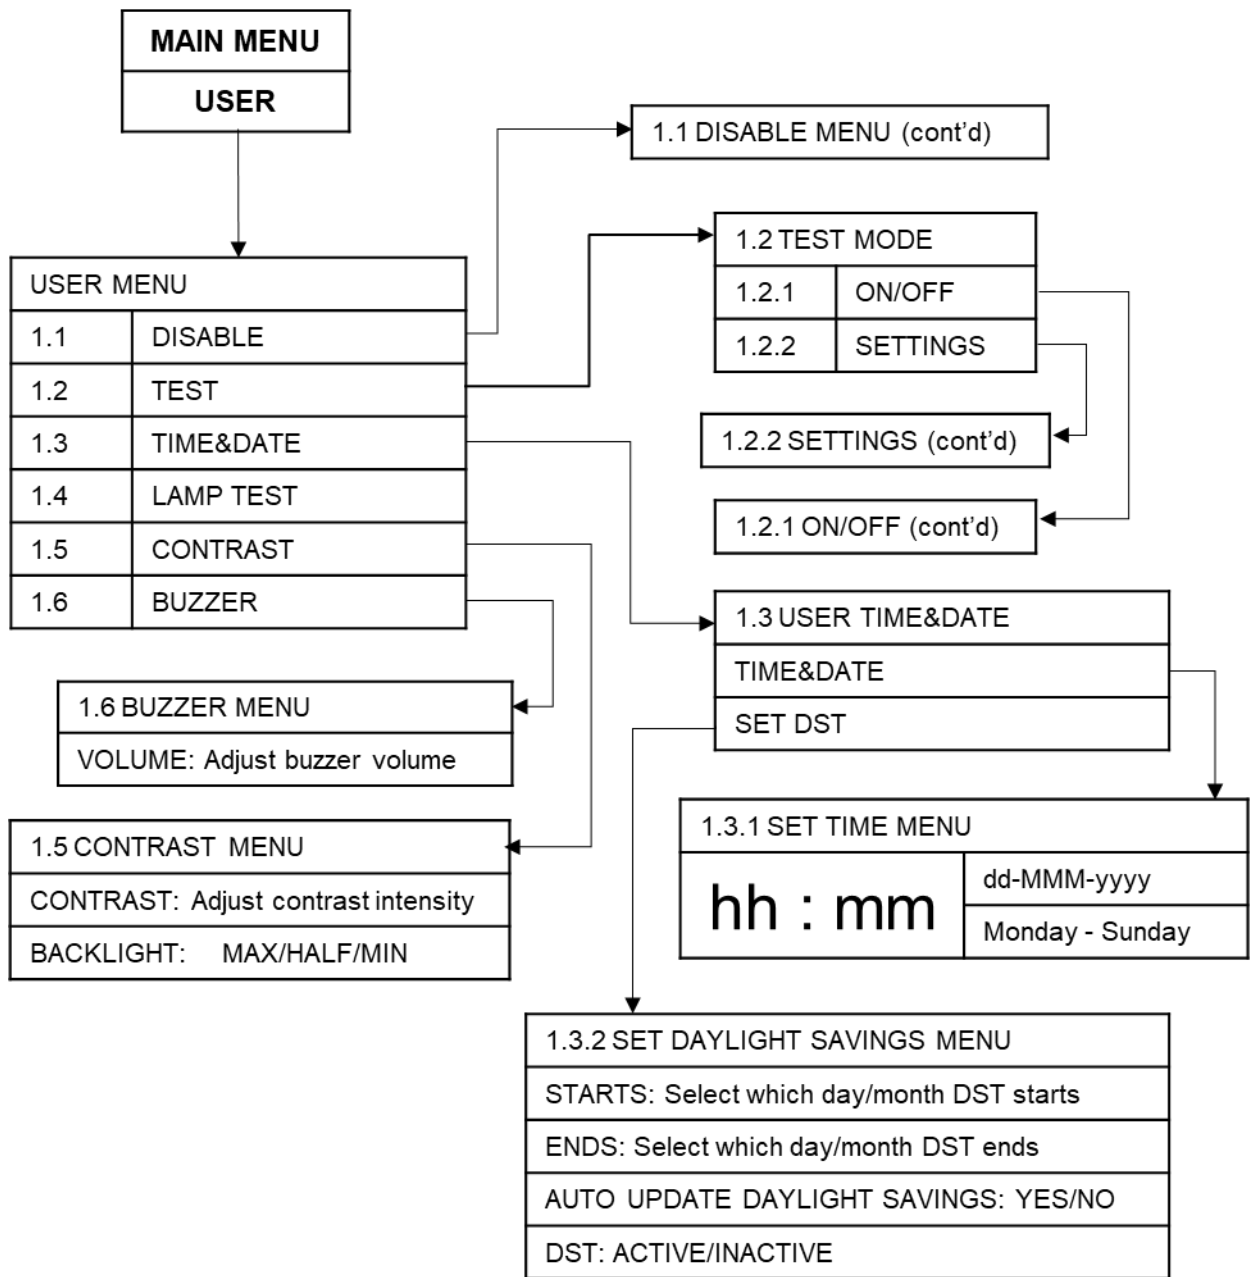 MAIN MENU
USER
1.1 DISABLE MENU (cont’d)
USER MENU
1.1 DISABLE
1.2 TEST
1.3 TIME&DATE
1.4 LAMP TEST
1.5 CONTRAST
1.6 BUZZER
1.2 TEST MODE
1.2.1 ON/OFF
1.2.2 SETTINGS
1.2.2 SETTINGS (cont’d)
1.2.1 ON/OFF (cont’d)
1.3 USER TIME&DATE
TIME&DATE
SET DST
1.6 BUZZER MENU
VOLUME: Adjust buzzer volume
1.5 CONTRAST MENU
CONTRAST: Adjust contrast intensity
BACKLIGHT: MAX/HALF/MIN
1.3.1 SET TIME MENU
hh : mm
dd-MMM-yyyy
Monday - Sunday
1.3.2 SET DAYLIGHT SAVINGS MENU
STARTS: Select which day/month DST starts
ENDS: Select which day/month DST ends
AUTO UPDATE DAYLIGHT SAVINGS: YES/NO
DST: ACTIVE/INACTIVE